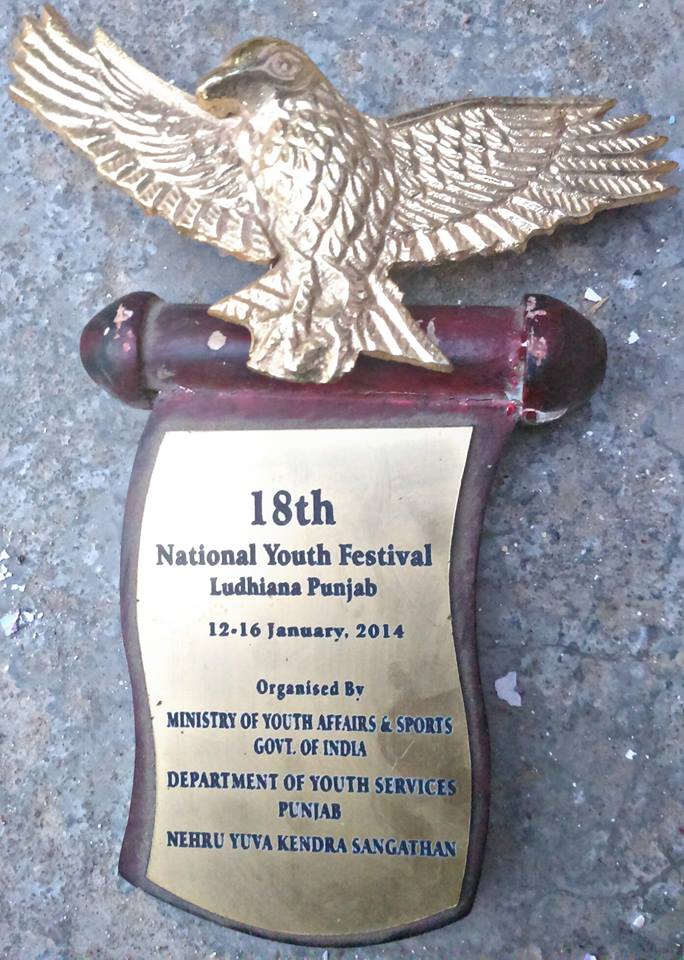 18th
National Youth Festival
Ludhiana Punjab
12-16 January, 2014
Organised By
MINISTRY OF YOUTH AFFAIRS & SPORTS
GOVT. OF INDIA
DEPARTMENT OF YOUTH SERVICES
PUNJAB
NEHRU YUVA KENDRA SANGATHAN